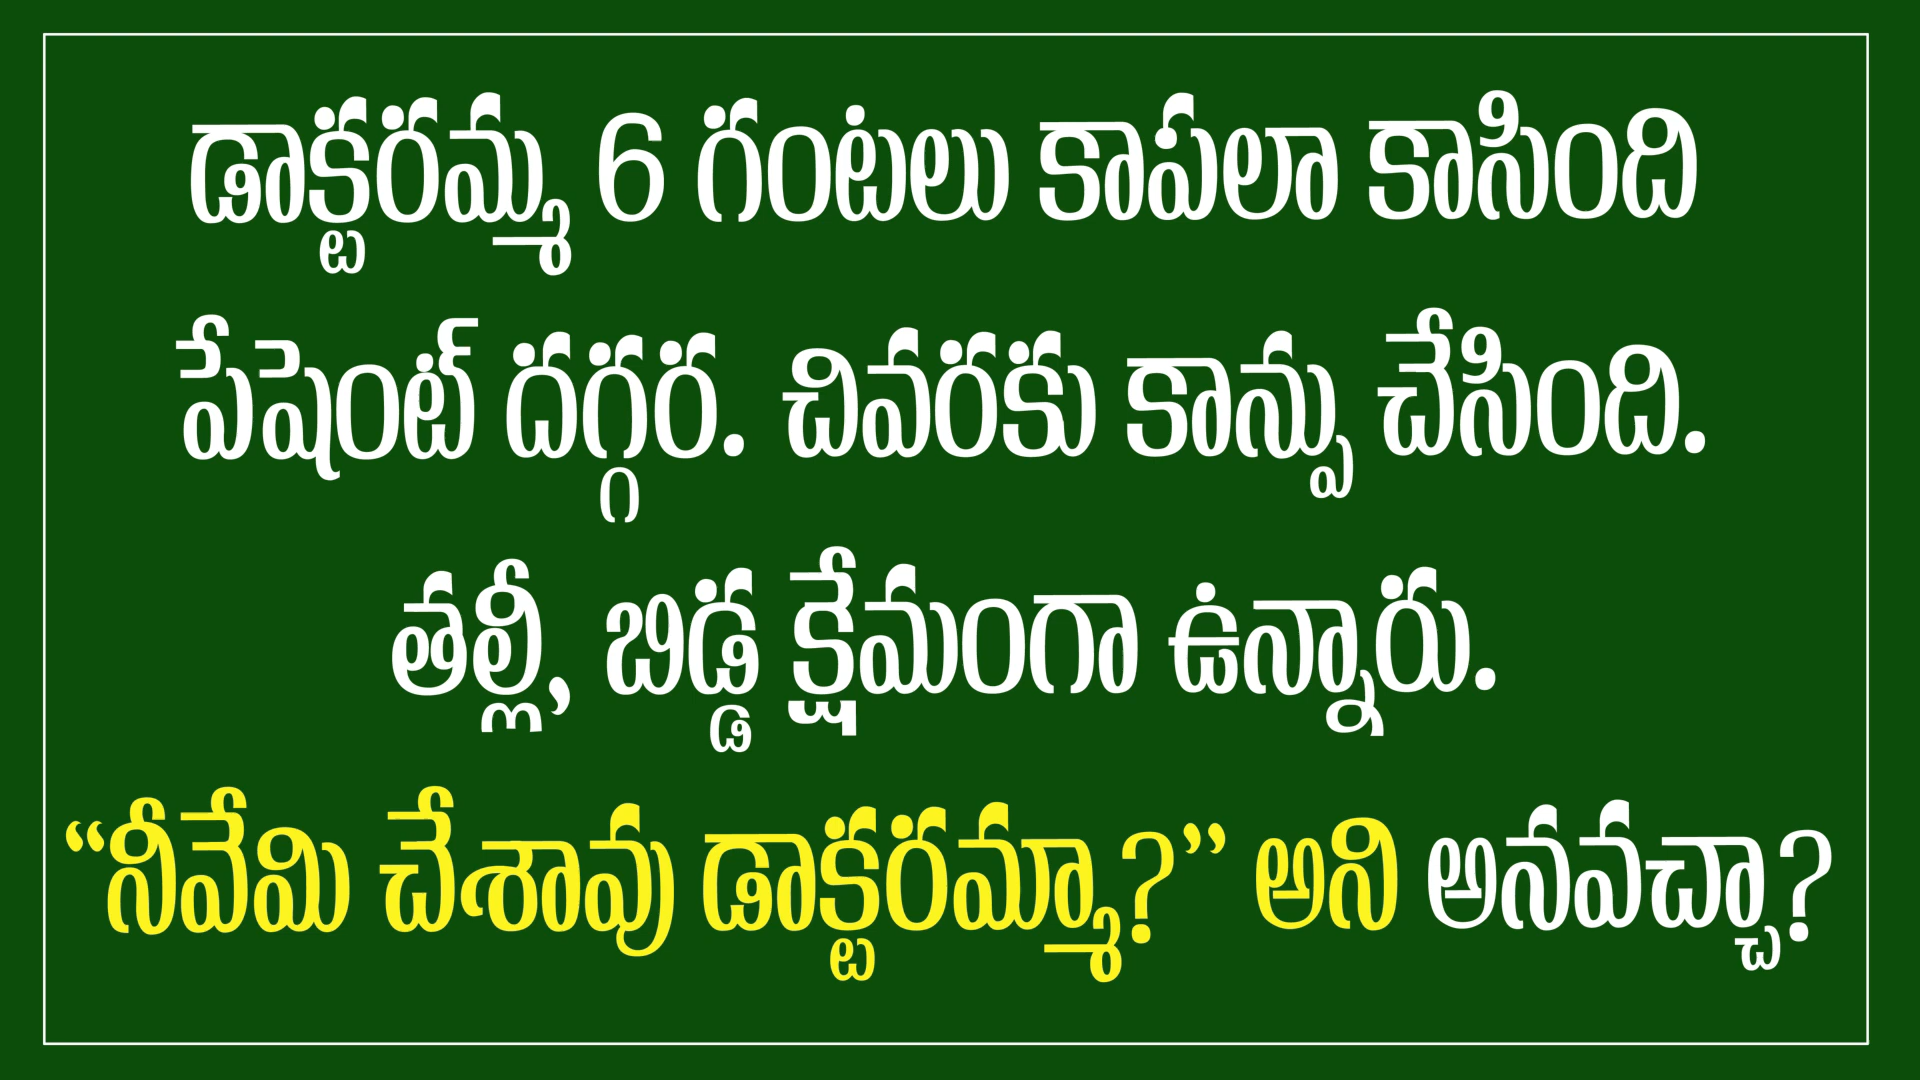 డాక్టరమ్మ 6 గంటలు కాపలా కాసింది
పేషెంట్ దగ్గర. చివరకు కాన్పు చేసింది.
తల్లీ, బిడ్డ క్షేమంగా ఉన్నారు.
“నీవేమి చేశావు డాక్టరమ్మా?” అని అనవచ్చా?